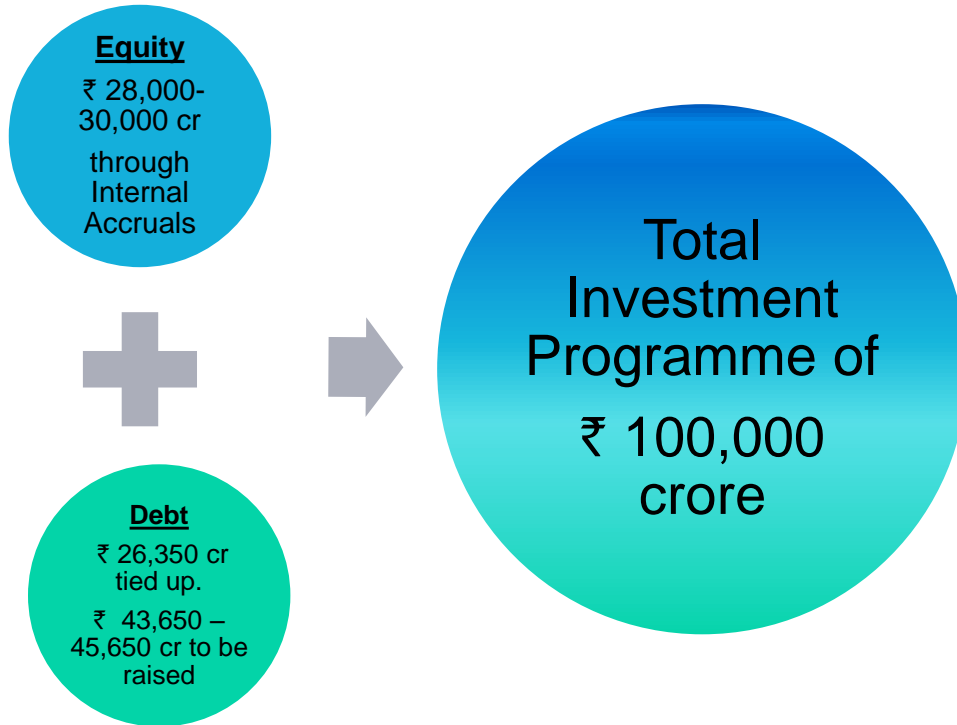 Equity
₹ 28,000-
30,000 cr
through
Internal
Accruals
Debt
₹ 26,350 cr
tied up.
₹ 43,650 –
45,650 cr to be
raised
Total
Investment
Programme of
₹ 100,000
crore